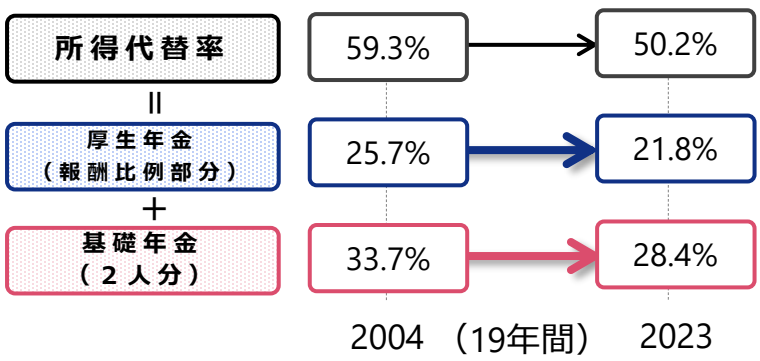 所得代替率
59.3%
50.2%
=
厚生年金
(報酬比例部分)
25.7%
21.8%
+
基礎年金
(2人分)
33.7%
28.4%
2004 (19年間) 2023